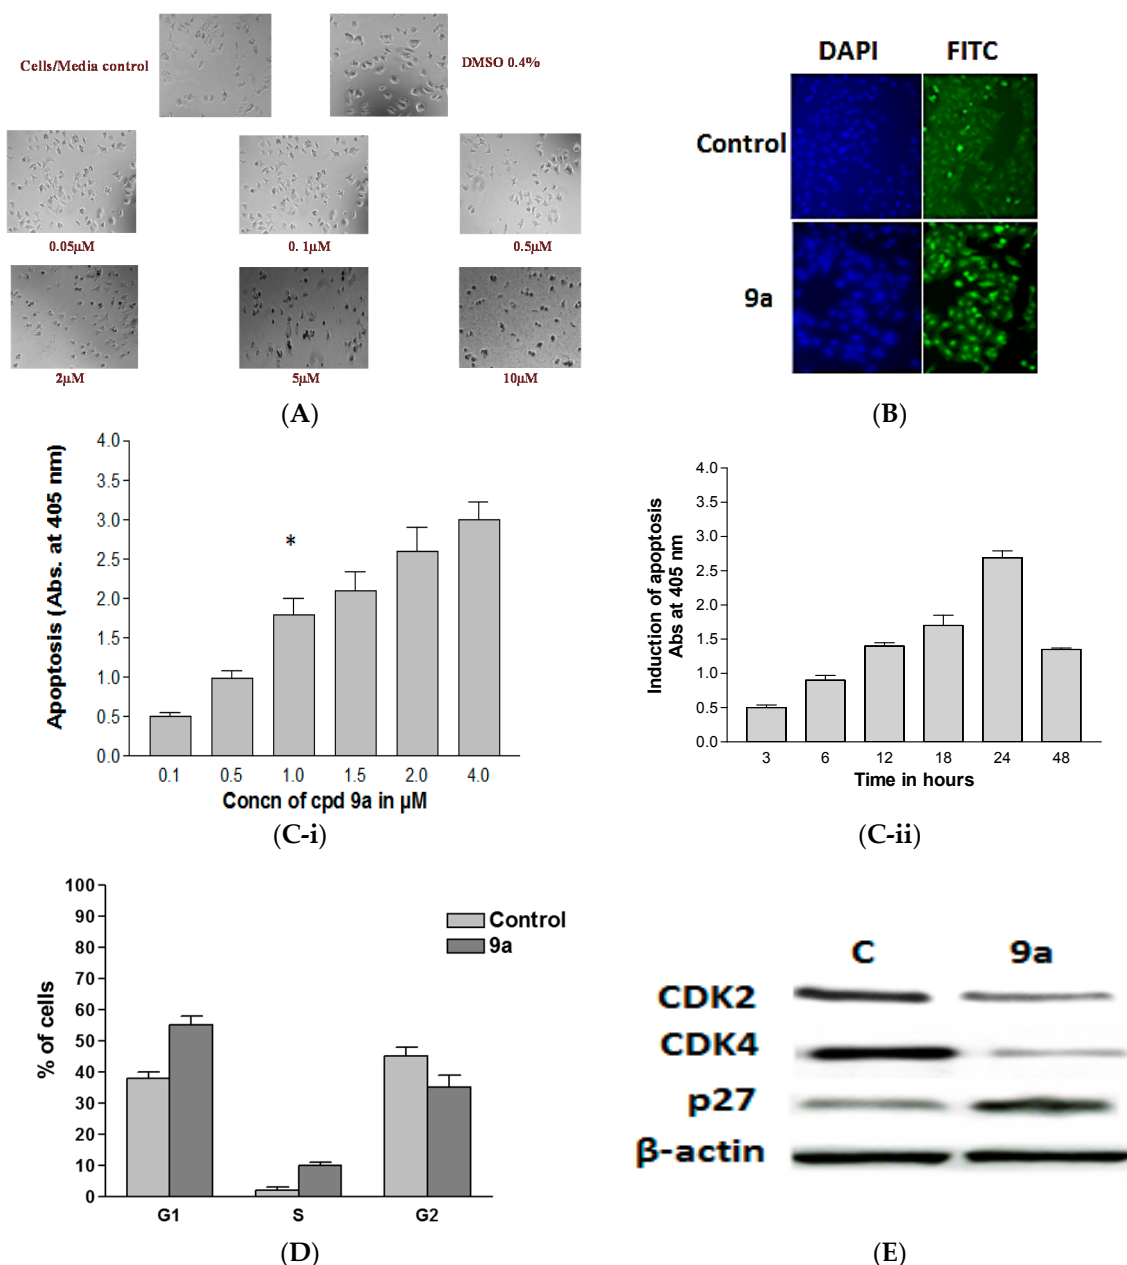 Cells/Media control
DMSO 0.4%
0.05µM
0. 1µM
0.5µM
2µM
5µM
10µM
(A)
DAPI FITC
Control
9a
(B)
Apoptosis (Abs. at 405 nm)
4.0
3.5
3.0
2.5
2.0
1.5
1.0
0.5
0.0
*
0.1 0.5 1.0 1.5 2.0 4.0
Concn of cpd 9a in µM
(C-i)
Induction of apoptosis
Abs at 405 nm
4.0
3.5
3.0
2.5
2.0
1.5
1.0
0.5
0.0
3 6 12 18 24 48
Time in hours
(C-ii)
% of cells
100
90
80
70
60
50
40
30
20
10
0
Control
9a
G1 S G2
(D)
C 9a
CDK2
CDK4
p27
β-actin
(E)